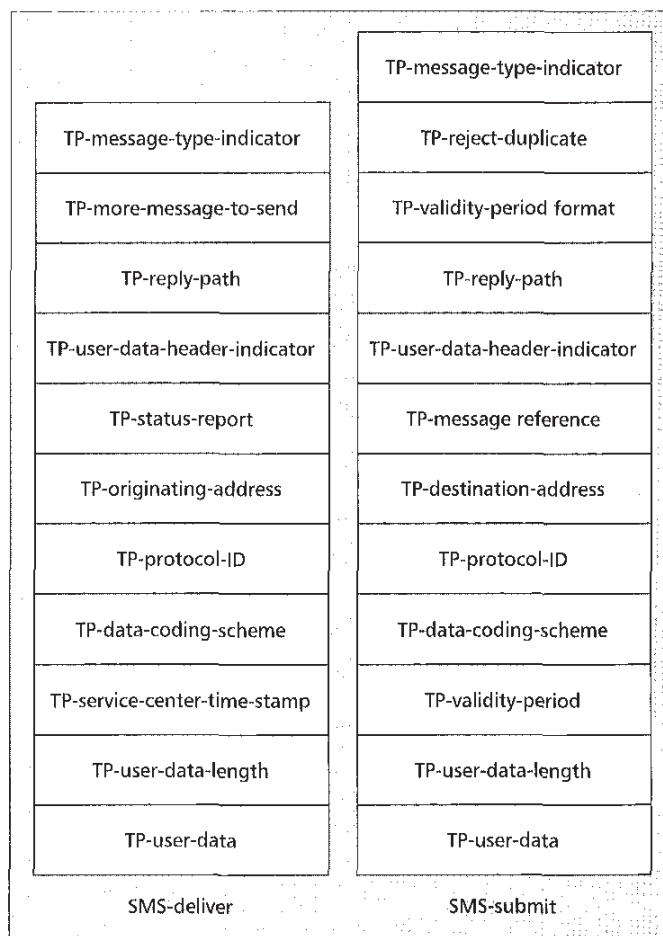 TP-message-type-indicator
TP-more-message-to-send
TP-reply-path
TP-user-data-header-indicator
TP-status-report
TP-originating-address
TP-protocol-ID
TP-data-coding-scheme
TP-service-center-time-stamp
TP-user-data-length
TP-user-data
SMS-deliver
TP-message-type-indicator
TP-reject-duplicate
TP-validity-period format
TP-reply-path
TP-user-data-header-indicator
TP-message reference
TP-destination-address
TP-protocol-ID
TP-data-coding-scheme
TP-validity-period
TP-user-data-length
TP-user-data
SMS-submit